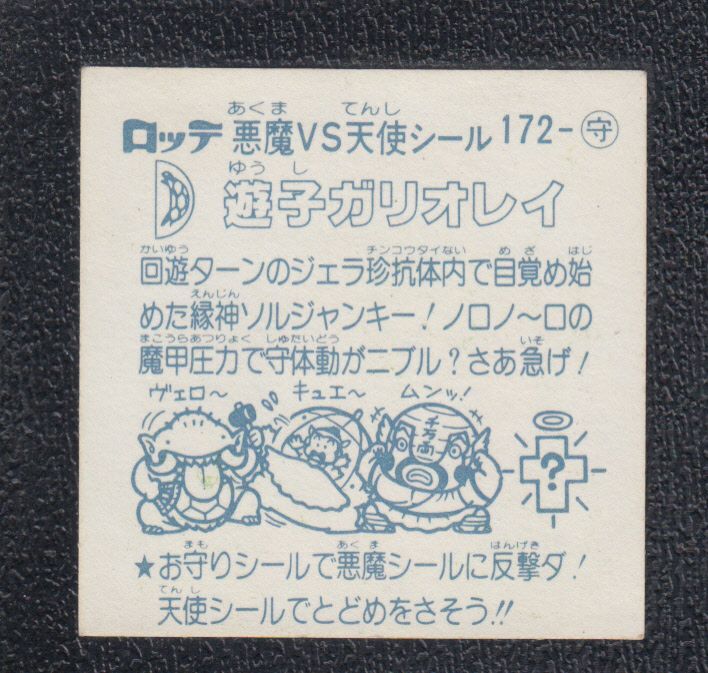 あくま てんし
ロッテ 悪魔VS天使シール 172-守
ゆうし
遊子ガリオレイ
かいゆう チンコウタイない めざ はじ
回遊ターンのジェラ珍抗体内で目覚め始
えんじん
めた縁神ソルジャンキー！ノロノ〜ロの
まこうらあつりょく しゅたいどう いそ
魔甲圧力で守体動がニブル？さあ急げ！
ヴェロ〜 キュエ〜 ムンッ！
?
まも あくま はんげき
★お守りシールで悪魔シールに反撃ダ！
てんし
天使シールでとどめをさそう!!